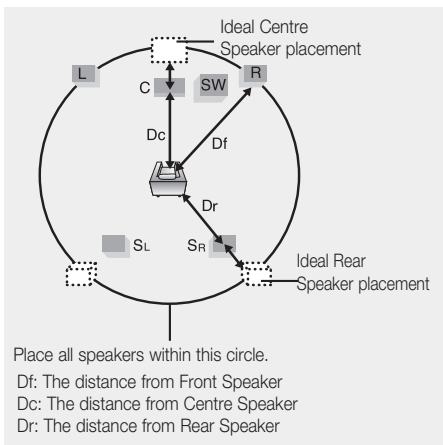 Ideal Centre
Speaker placement
L
R
C
SW
Dc
Df
Dr
SL
SR
Ideal Rear
Speaker placement
Place all speakers within this circle.
Df: The distance from Front Speaker
Dc: The distance from Centre Speaker
Dr: The distance from Rear Speaker